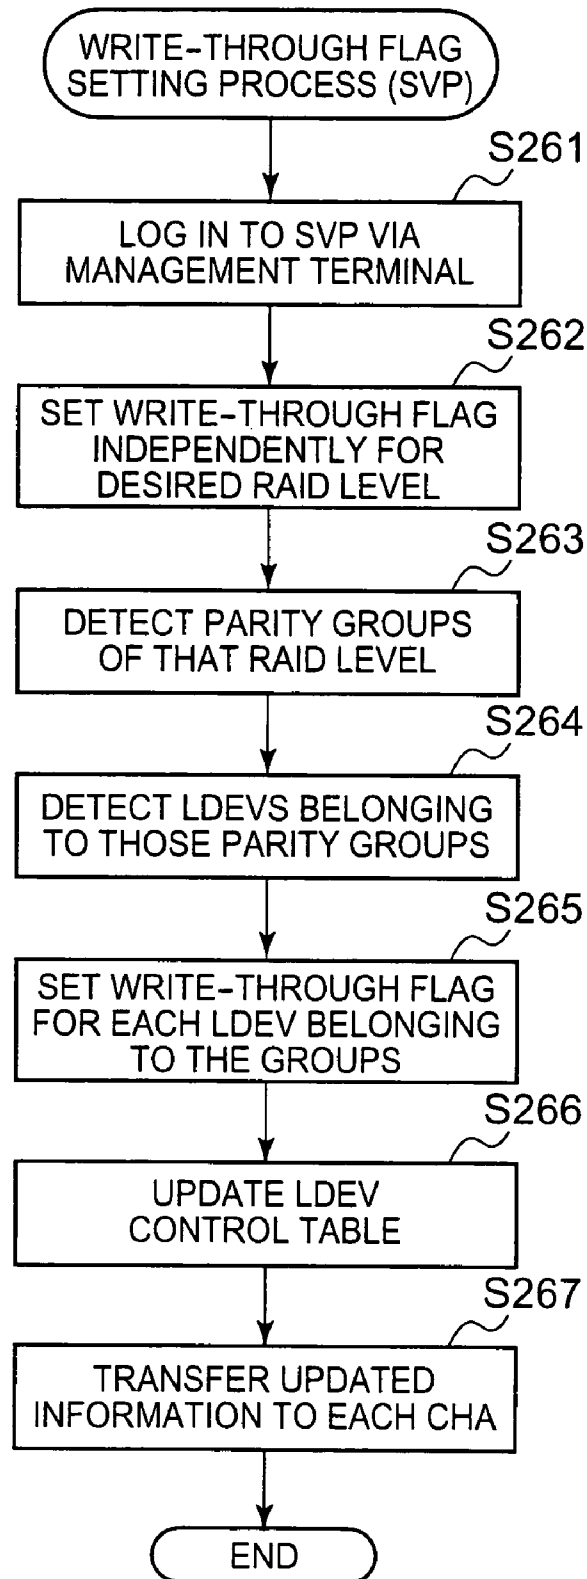 WRITE-THROUGH FLAG
SETTING PROCESS (SVP)
S261
LOG IN TO SVP VIA
MANAGEMENT TERMINAL
S262
SET WRITE-THROUGH FLAG
INDEPENDENTLY FOR
DESIRED RAID LEVEL
S263
DETECT PARITY GROUPS
OF THAT RAID LEVEL
S264
DETECT LDEVS BELONGING
TO THOSE PARITY GROUPS
S265
SET WRITE-THROUGH FLAG
FOR EACH LDEV BELONGING
TO THE GROUPS
S266
UPDATE LDEV
CONTROL TABLE
S267
TRANSFER UPDATED
INFORMATION TO EACH CHA
END